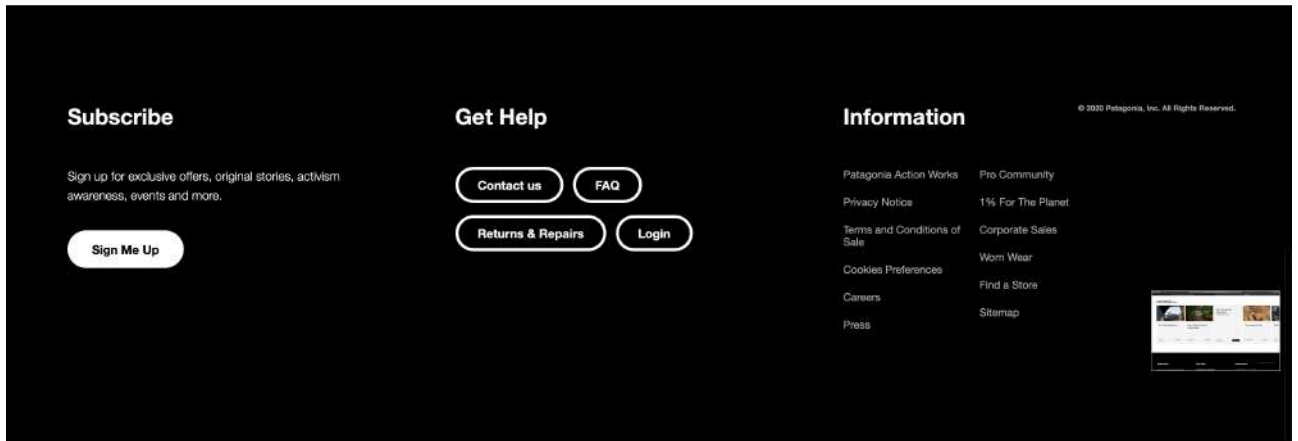 Subscribe
Sign up for exclusive offers, original stories, activism
awareness, events and more.
Sign Me Up
Get Help
Contact us
FAQ
Returns & Repairs
Login
Information
© 2020 Patagonia, Inc. All Rights Reserved.
Patagonia Action Works
Privacy Notice
Terms and Conditions of
Sale
Cookies Preferences
Careers
Press
Pro Community
1% For The Planet
Corporate Sales
Worn Wear
Find a Store
Sitemap